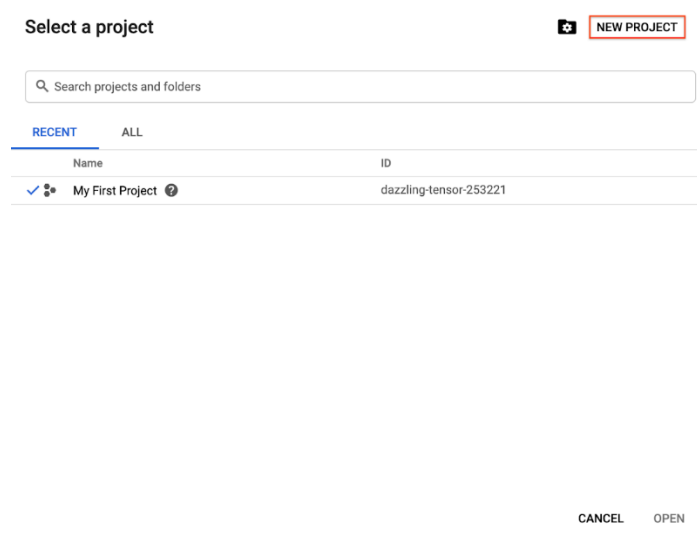 Select a project
NEW PROJECT
Search projects and folders
RECENT ALL
Name ID
My First Project dazzling-tensor-253221
CANCEL OPEN